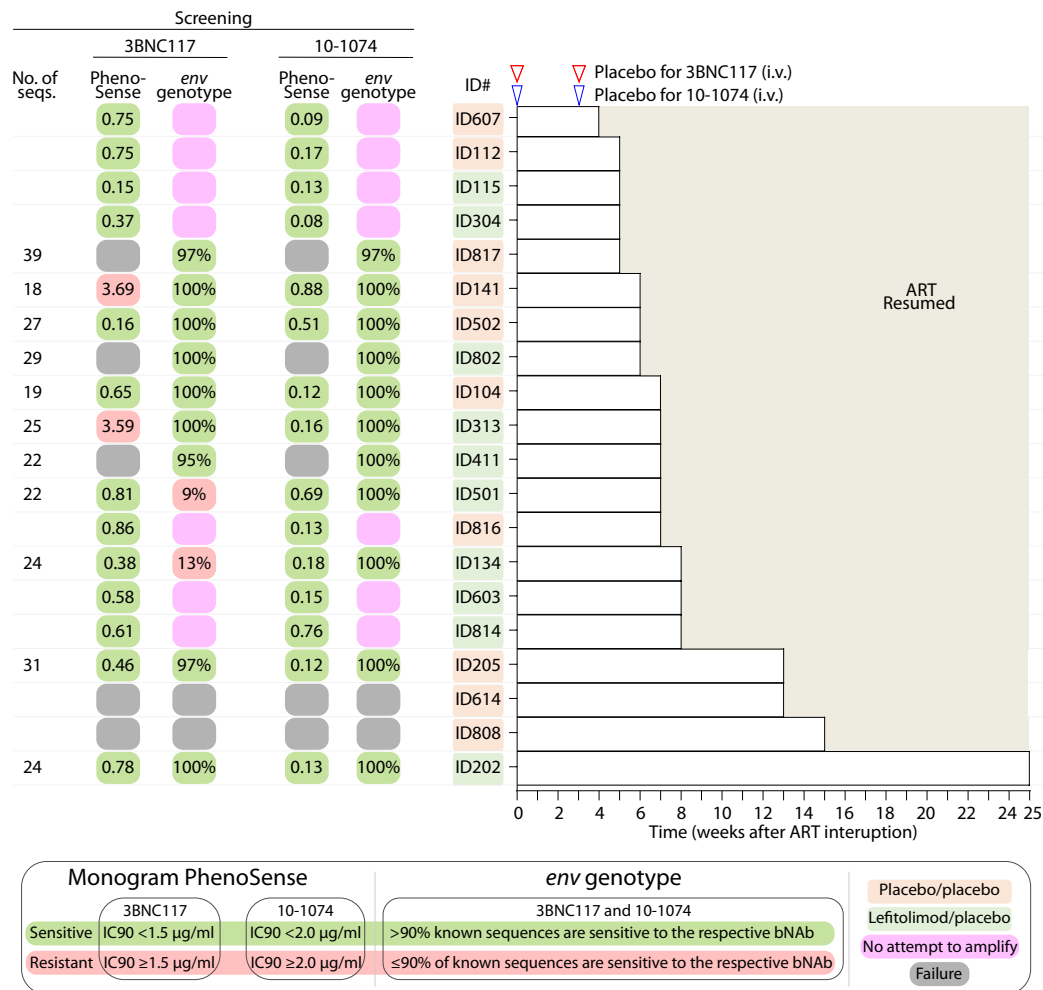 Screening
3BNC117 10-1074
No. of seqs. Pheno-Sense env genotype Pheno-Sense env genotype ID#
Placebo for 3BNC117 (i.v.)
Placebo for 10-1074 (i.v.)
0.75 0.09 ID607
0.75 0.17 ID112
0.15 0.13 ID115
0.37 0.08 ID304
39 97% 97% ID817
18 3.69 100% 0.88 100% ID141
ART
Resumed
27 0.16 100% 0.51 100% ID502
29 100% 100% ID802
19 0.65 100% 0.12 100% ID104
25 3.59 100% 0.16 100% ID313
22 95% 100% ID411
22 0.81 9% 0.69 100% ID501
0.86 0.13 ID816
24 0.38 13% 0.18 100% ID134
0.58 0.15 ID603
0.61 0.76 ID814
31 0.46 97% 0.12 100% ID205
ID614
ID808
24 0.78 100% 0.13 100% ID202
0 2 4 6 8 10 12 14 16 18 20 22 24 25
Time (weeks after ART interuption)
Monogram PhenoSense env genotype
3BNC117 10-1074 3BNC117 and 10-1074
Sensitive IC90 <1.5 µg/ml IC90 <2.0 µg/ml >90% known sequences are sensitive to the respective bNAb
Resistant IC90 ≥1.5 µg/ml IC90 ≥2.0 µg/ml ≤90% of known sequences are sensitive to the respective bNAb
Placebo/placebo
Lefitolimod/placebo
No attempt to amplify
Failure